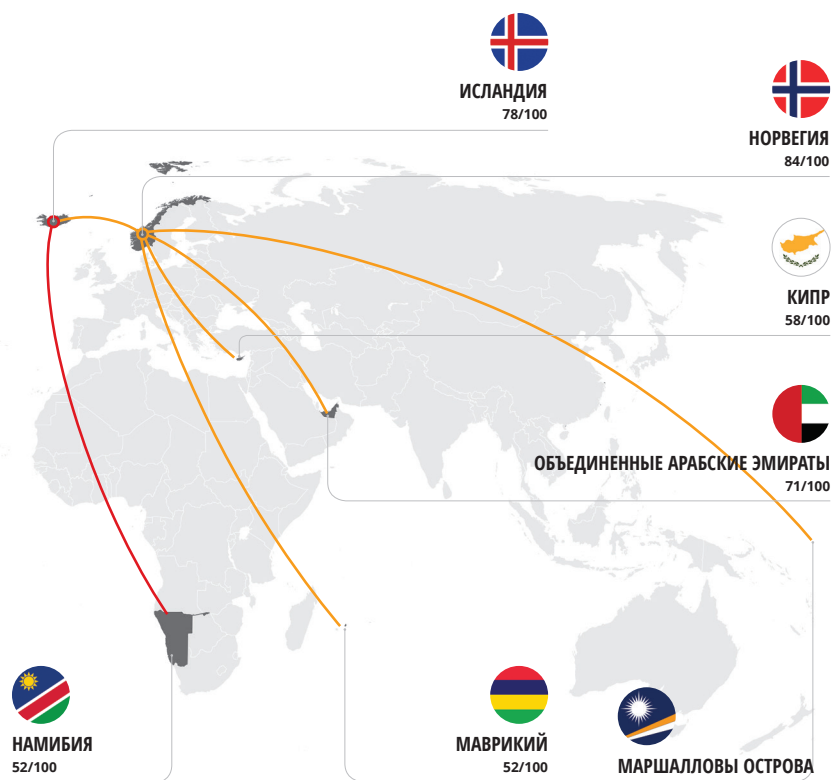 ИСЛАНДИЯ
78/100
НОРВЕГИЯ
84/100
КИПР
58/100
ОБЪЕДИНЕННЫЕ АРАБСКИЕ ЭМИРАТЫ
71/100
НАМИБИЯ
52/100
МАВРИКИЙ
52/100
МАРШАЛЛОВЫ ОСТРОВА